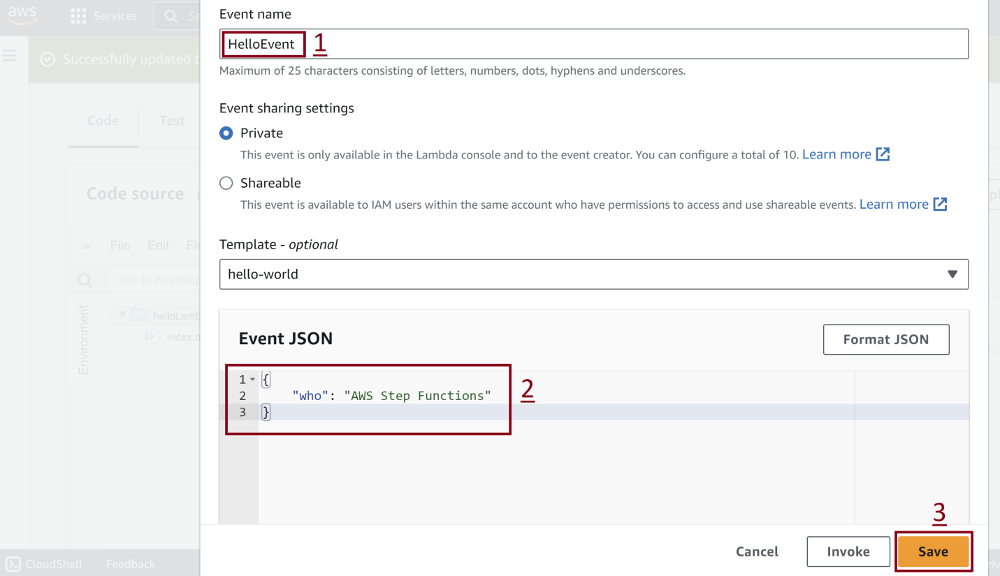 aws
Services
Event name
HelloEvent
1
Maximum of 25 characters consisting of letters, numbers, dots, hyphens and underscores.
Successfully updated
Event sharing settings
Code
Test
Private
This event is only available in the Lambda console and to the event creator. You can configure a total of 10. Learn more
Shareable
This event is available to IAM users within the same account who have permissions to access and use shareable events. Learn more
Code source
Template - optional
File Edit
hello-world
Go to Anything
Environment
helloLamb
index.
Event JSON
Format JSON
1 {
2 "who": "AWS Step Functions"
3 }
2
3
Cancel
Invoke
Save
CloudShell
Feedback